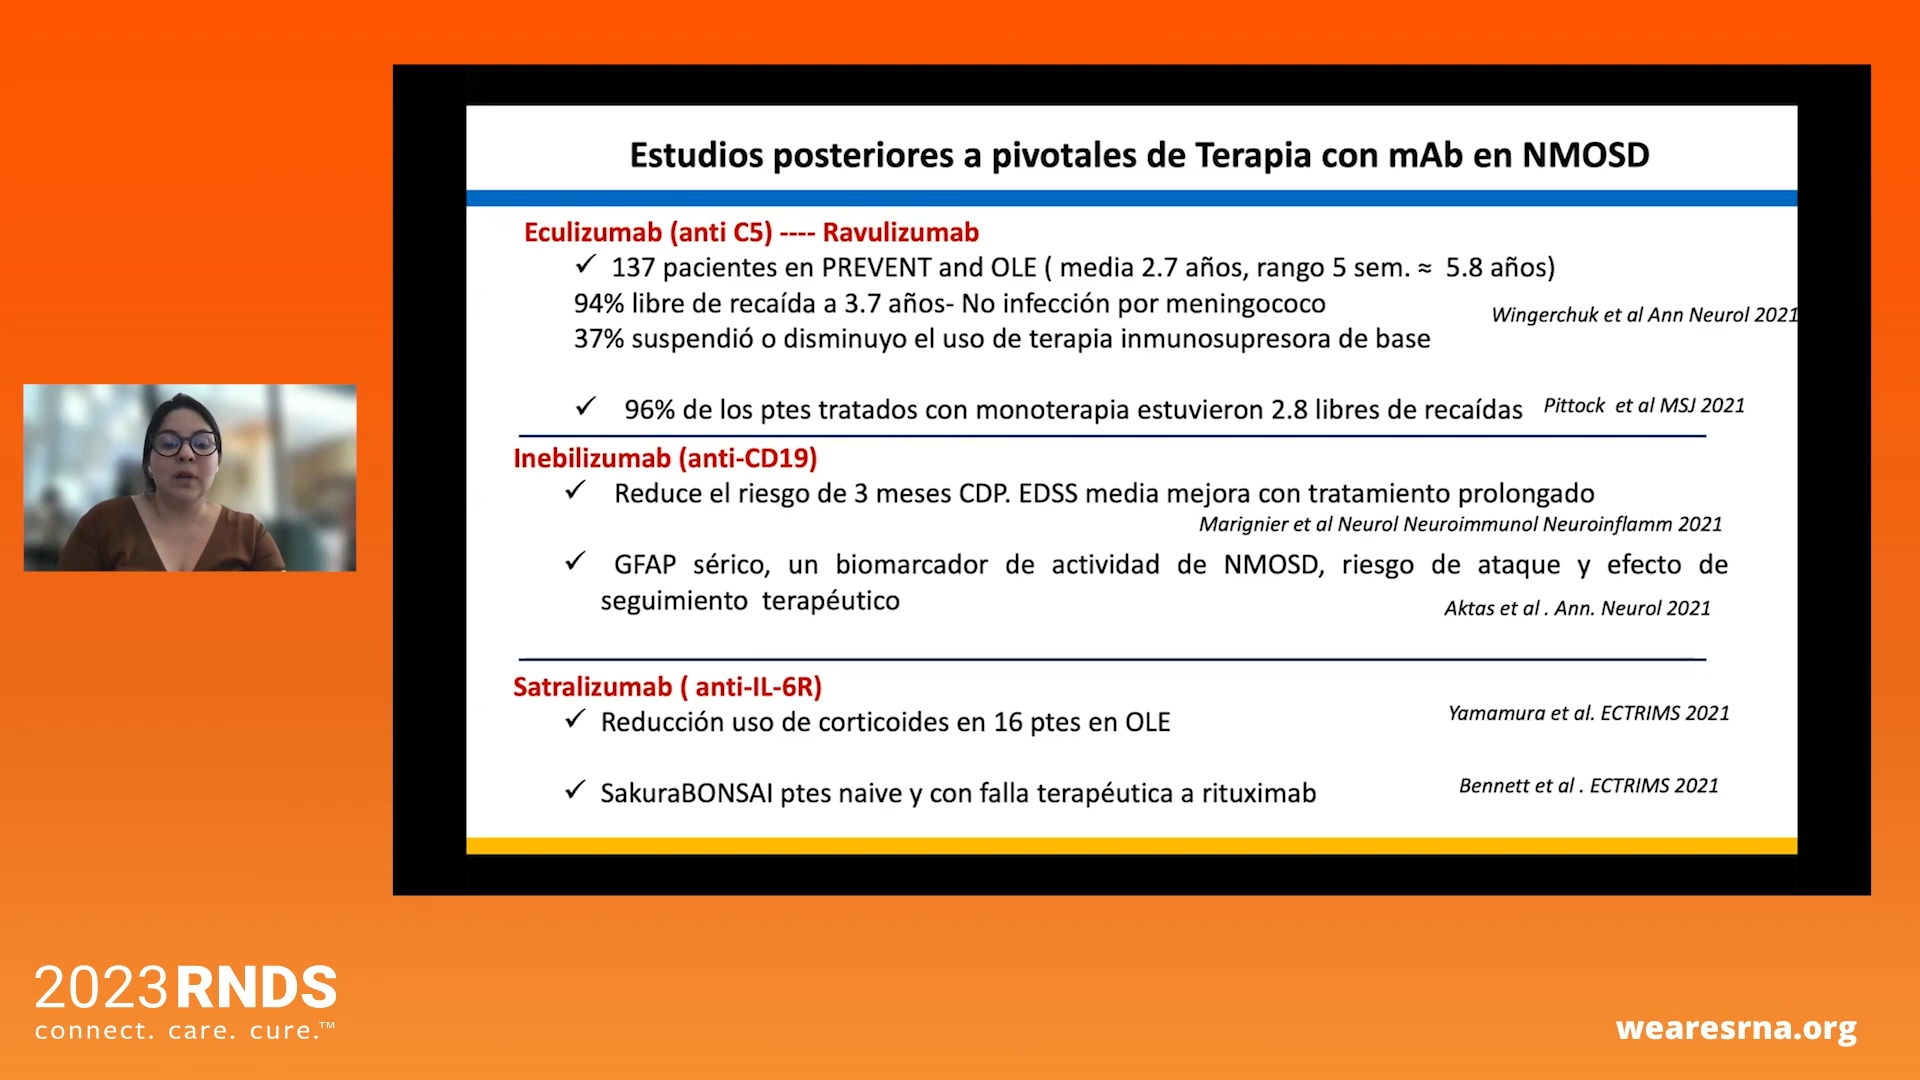 Estudios posteriores a pivotales de Terapia con mAb en NMOSD
Eculizumab (anti C5) ---- Ravulizumab
✓ 137 pacientes en PREVENT and OLE ( media 2.7 años, rango 5 sem. ≈ 5.8 años)
94% libre de recaída a 3.7 años- No infección por meningococo
Wingerchuk et al Ann Neurol 2021
37% suspendió o disminuyo el uso de terapia inmunosupresora de base
✓ 96% de los ptes tratados con monoterapia estuvieron 2.8 libres de recaídas
Pittock et al MSJ 2021
Inebilizumab (anti-CD19)
✓ Reduce el riesgo de 3 meses CDP. EDSS media mejora con tratamiento prolongado
Marignier et al Neurol Neuroimmunol Neuroinflamm 2021
✓ GFAP sérico, un biomarcador de actividad de NMOSD, riesgo de ataque y efecto de
seguimiento terapéutico
Aktas et al . Ann. Neurol 2021
Satralizumab ( anti-IL-6R)
✓ Reducción uso de corticoides en 16 ptes en OLE
Yamamura et al. ECTRIMS 2021
✓ SakuraBONSAI ptes naive y con falla terapéutica a rituximab
Bennett et al . ECTRIMS 2021
2023RNDS
connect. care. cure.™
wearesrna.org